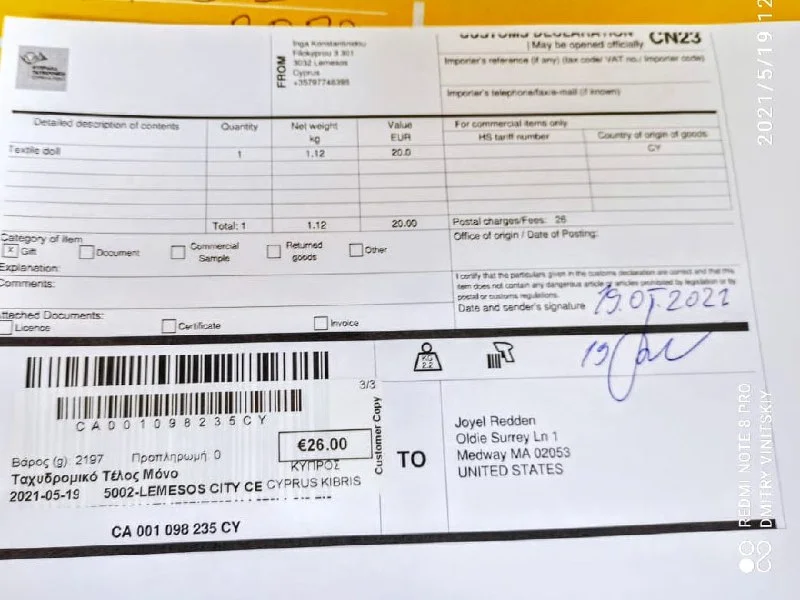 CUSTOMS DECLARATION CN23
May be opened officially
FROM
Inga Konstantinidou
3032 Lemesos
Cyprus
+35797748395
Importer's reference (if any) (tax code/ VAT no./ importer code)
Importer's telephone/fax/e-mail (if known)
Detailed description of contents Quantity Net weight kg Value EUR
For commercial items only
HS tariff number Country of origin of goods
Textile doll 1 1.12 20.0 CY
Total: 1 1.12 20.00
Postal charges/Fees: 26
Office of origin / Date of Posting:
Category of item
x Gift Document Commercial Sample Returned goods Other
Explanation:
Comments:
I certify that the particulars given in the customs declaration are correct and that this
item does not contain any dangerous article or articles prohibited by legislation or by
postal or customs regulations.
Date and sender's signature
Attached Documents:
Licence Certificate Invoice
3/3
CA001098235CY
€26.00
Βάρος (g) 2197 Προπληρωμή 0
ΚΥΠΡΟΣ
Ταχυδρομικό Τέλος Μόνο
2021-05-19 5002-LEMESOS CITY CE CYPRUS KIBRIS
CA 001 098 235 CY
Customer Copy
KG
2.2
TO
Joyel Redden
Oldie Surrey Ln 1
Medway MA 02053
UNITED STATES
2021/5/19 12
REDMI NOTE 8 PRO
DMITRY VINITSKIY